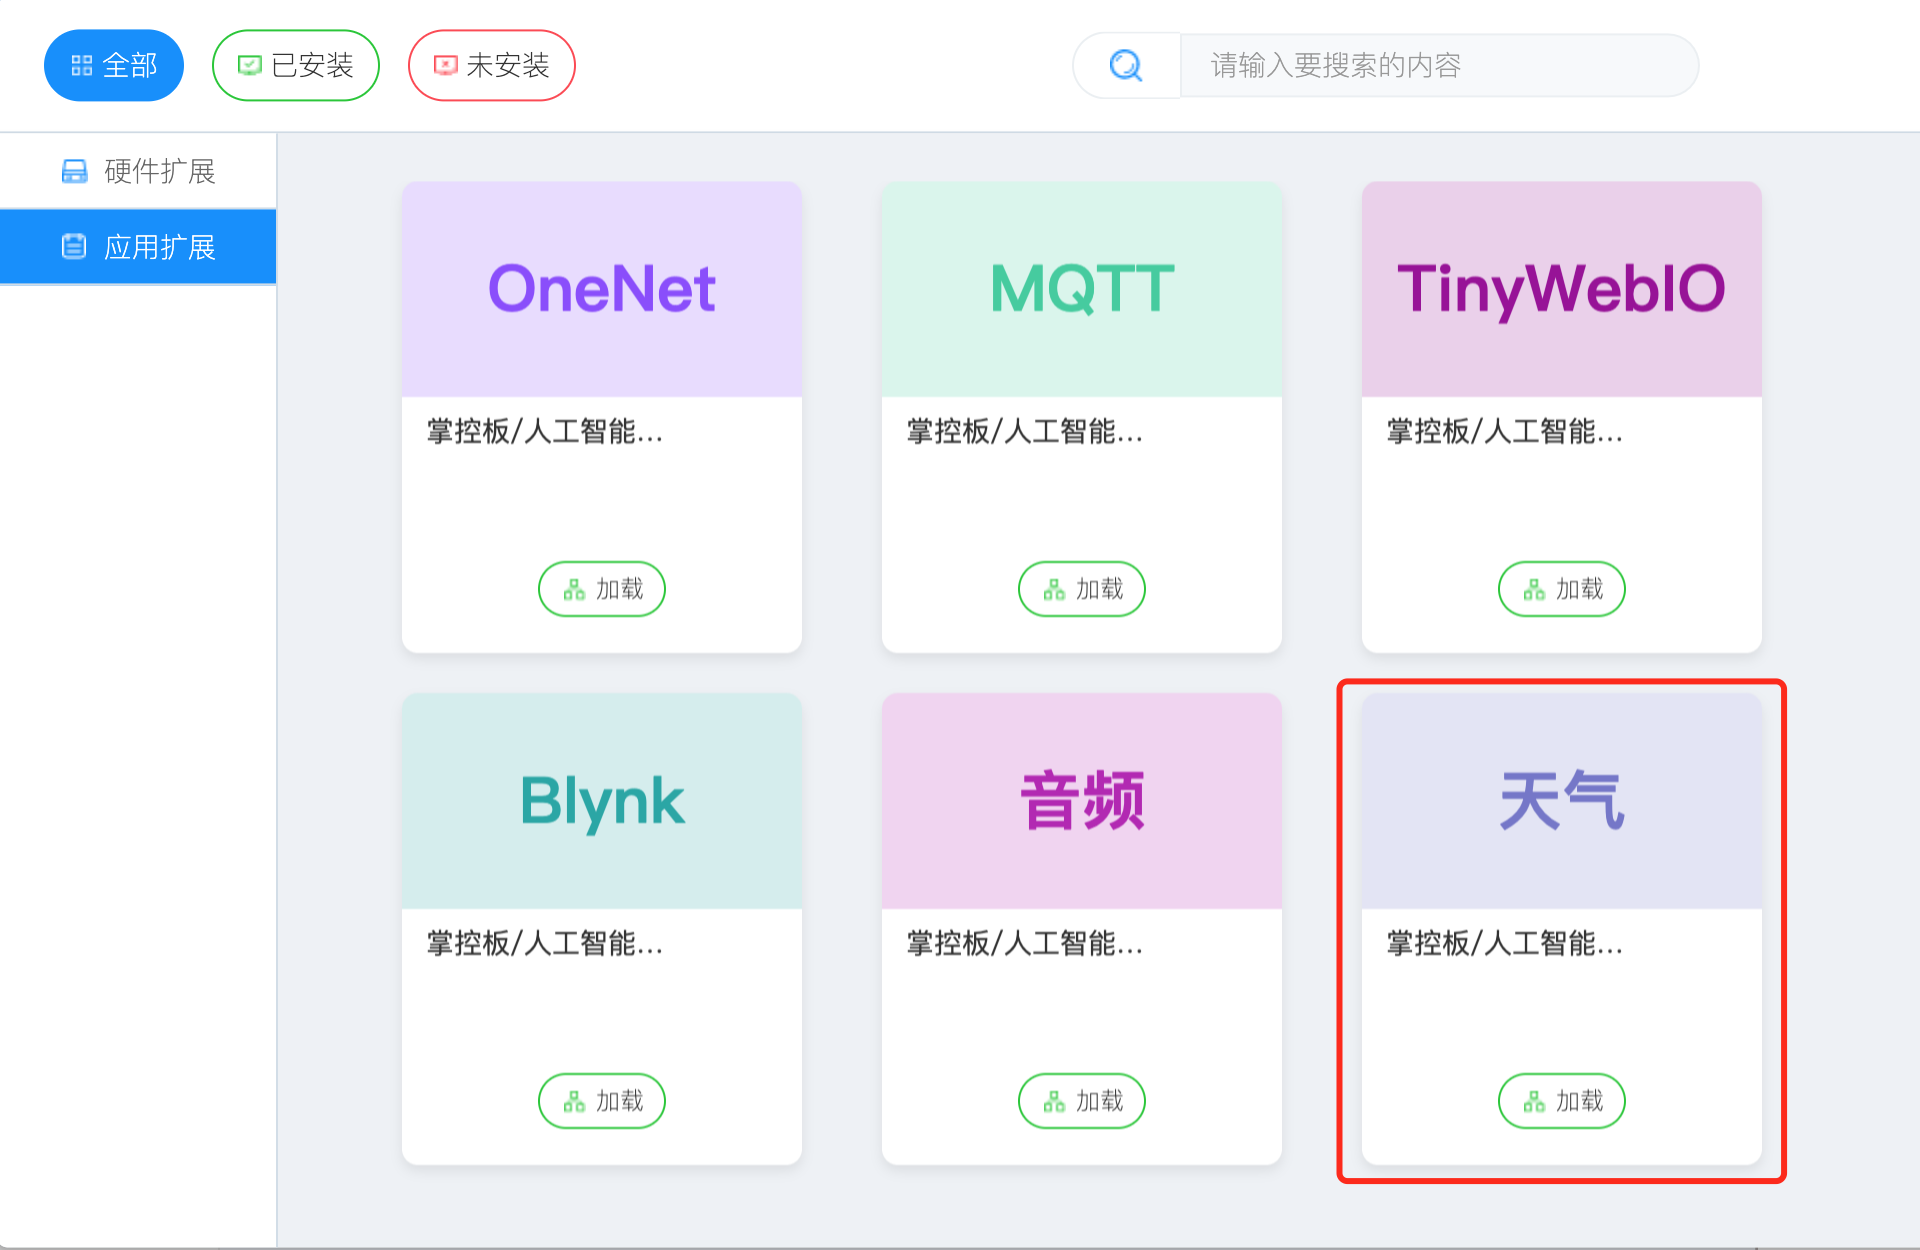 全部
已安装
未安装
请输入要搜索的内容
硬件扩展
应用扩展
OneNet
掌控板/人工智能...
加载
MQTT
掌控板/人工智能...
加载
TinyWebIO
掌控板/人工智能...
加载
Blynk
掌控板/人工智能...
加载
音频
掌控板/人工智能...
加载
天气
掌控板/人工智能...
加载